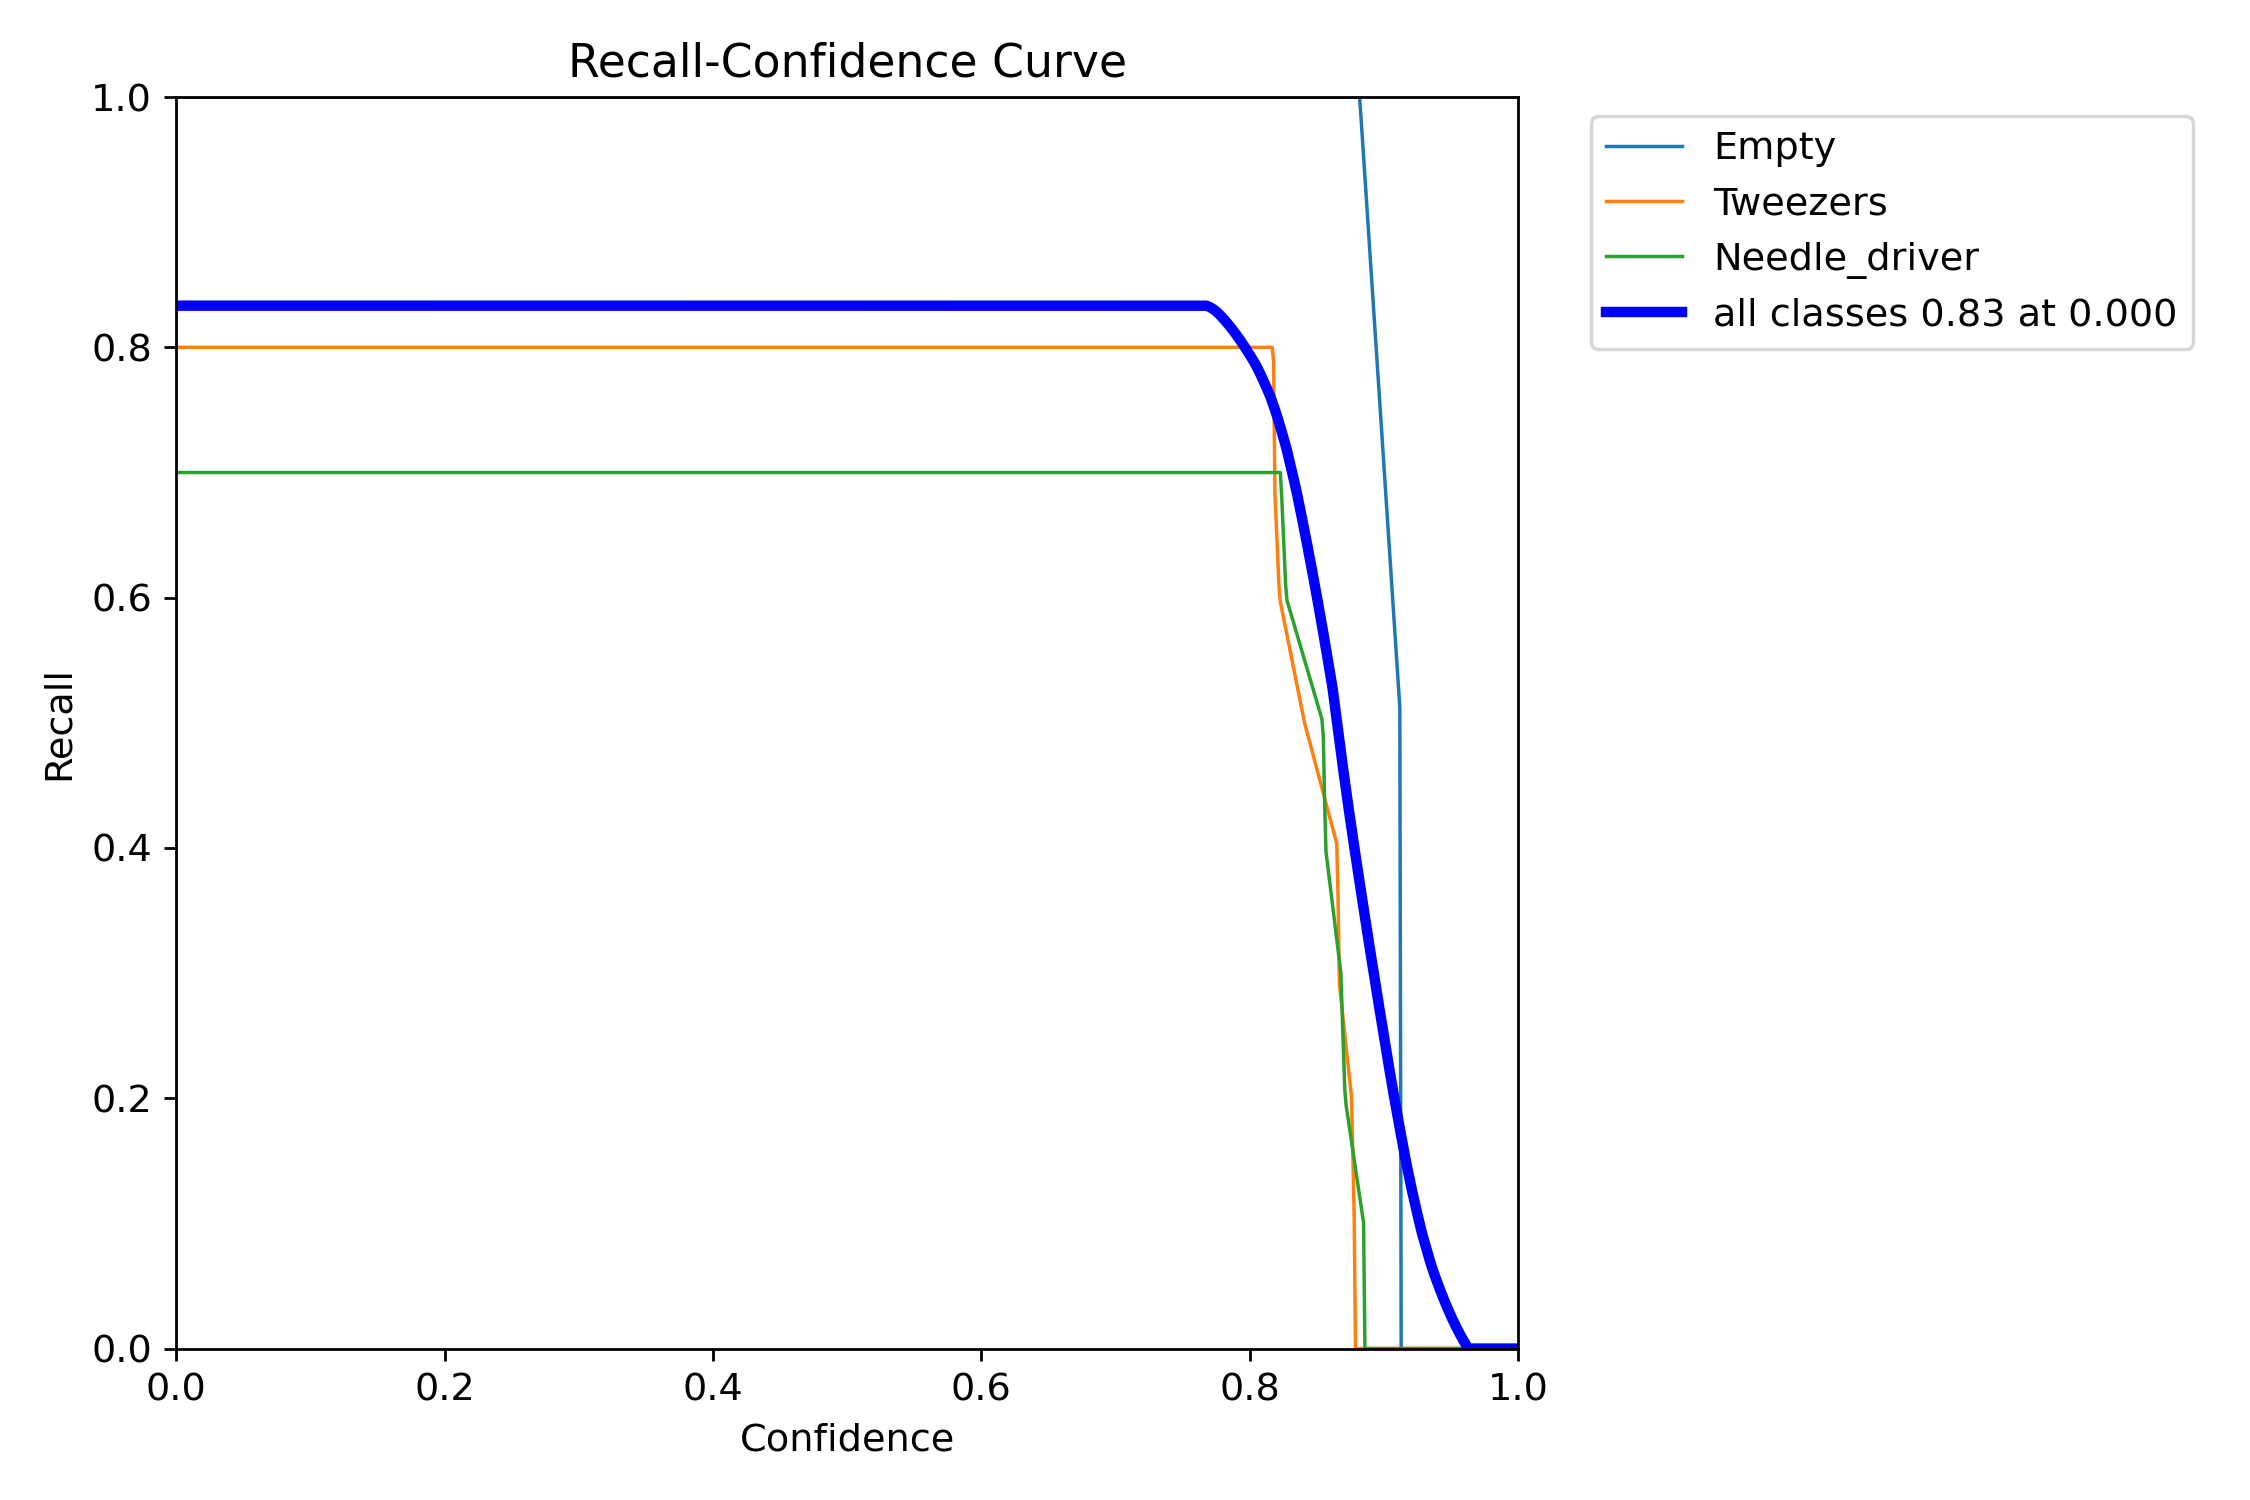 Recall-Confidence Curve
1.0
0.8
0.6
0.4
0.2
0.0
Recall
0.0 0.2 0.4 0.6 0.8 1.0
Confidence
Empty
Tweezers
Needle_driver
all classes 0.83 at 0.000